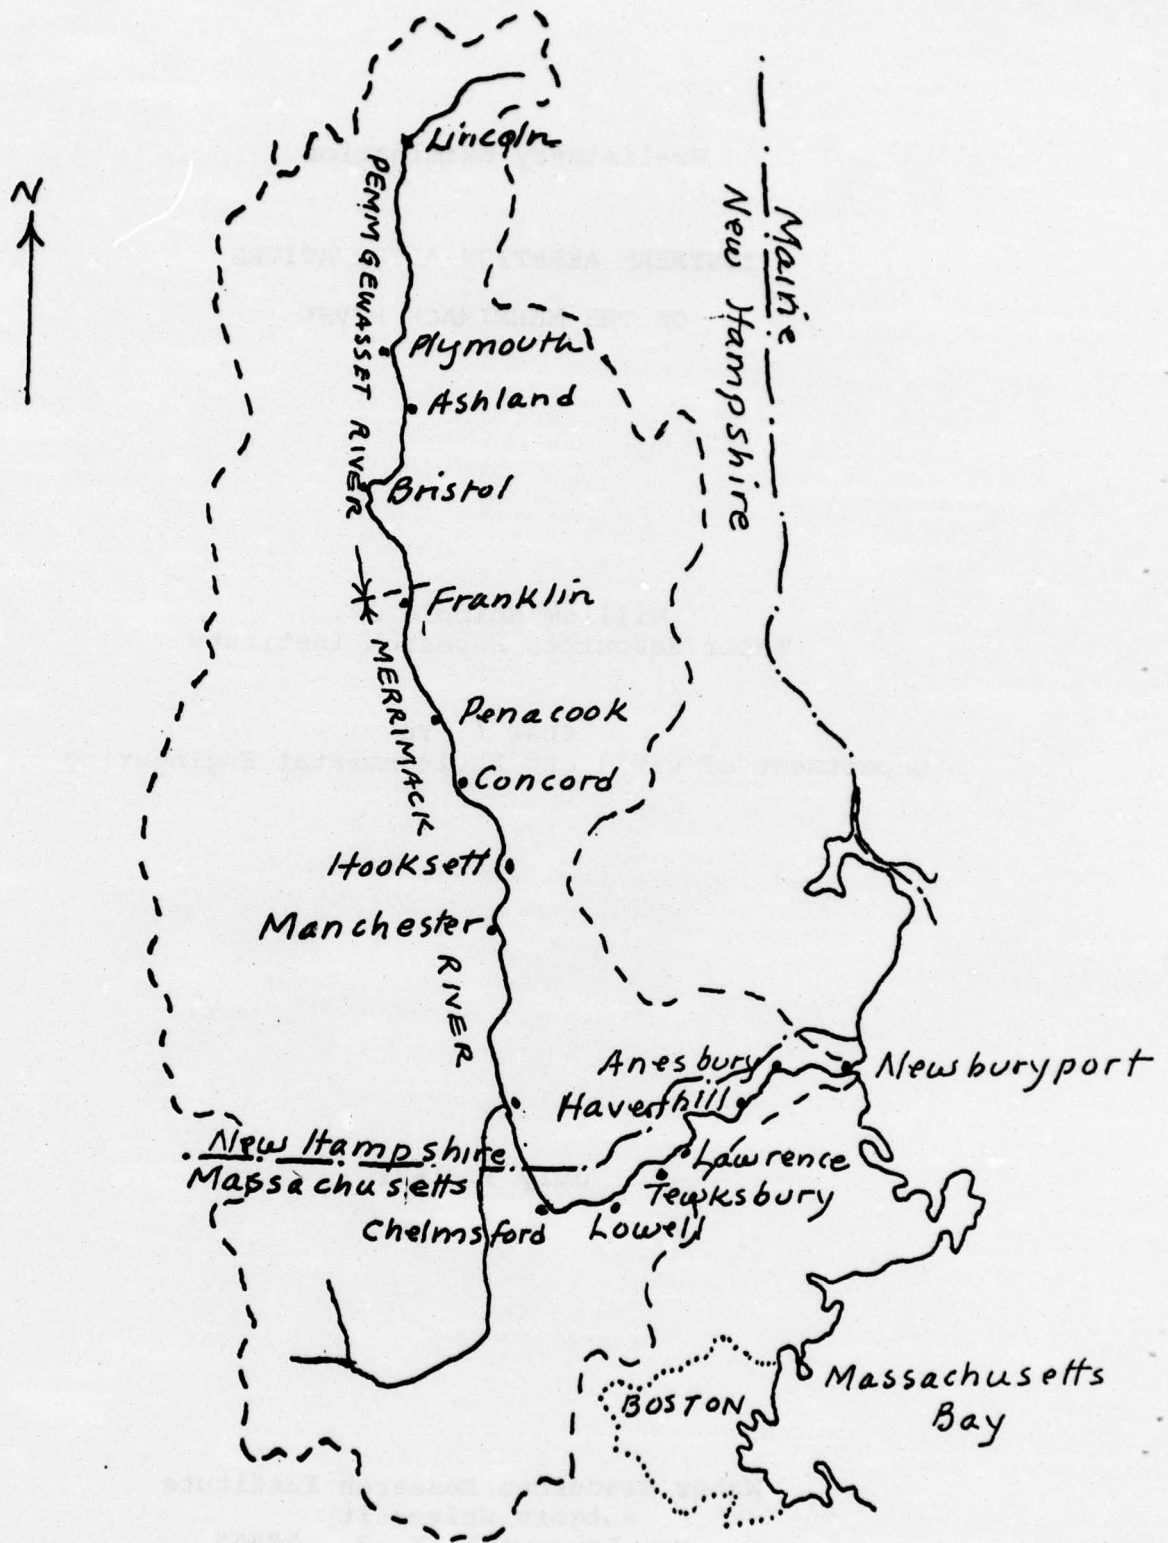 N
Lincoln
PEMMGEWASSET RIVER
Maine
New Hampshire
Plymouth
Ashland
Bristol
Franklin
MERRIMACK RIVER
Penacook
Concord
Hooksett
Manchester
Anesbury
Newburyport
Haverhill
New Hampshire
Massachusetts
Lawrence
Tewksbury
Chelmsford
Lowell
Massachusetts
Bay
BOSTON